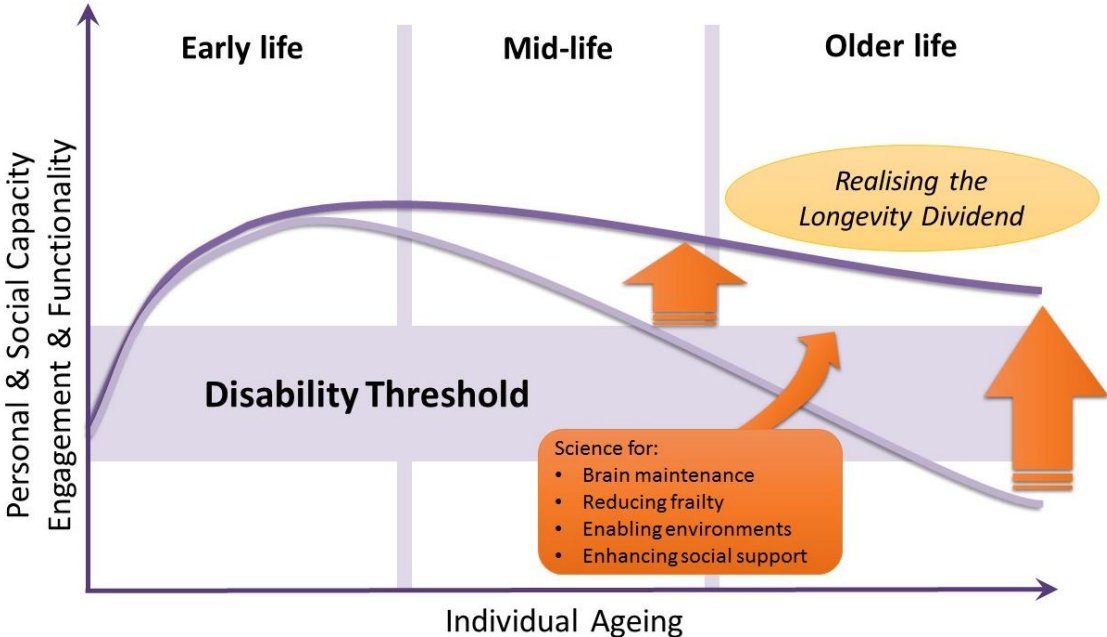 Early life
Mid-life
Older life
Personal & Social Capacity
Engagement & Functionality
Realising the
Longevity Dividend
Disability Threshold
Science for:
• Brain maintenance
• Reducing frailty
• Enabling environments
• Enhancing social support
Individual Ageing